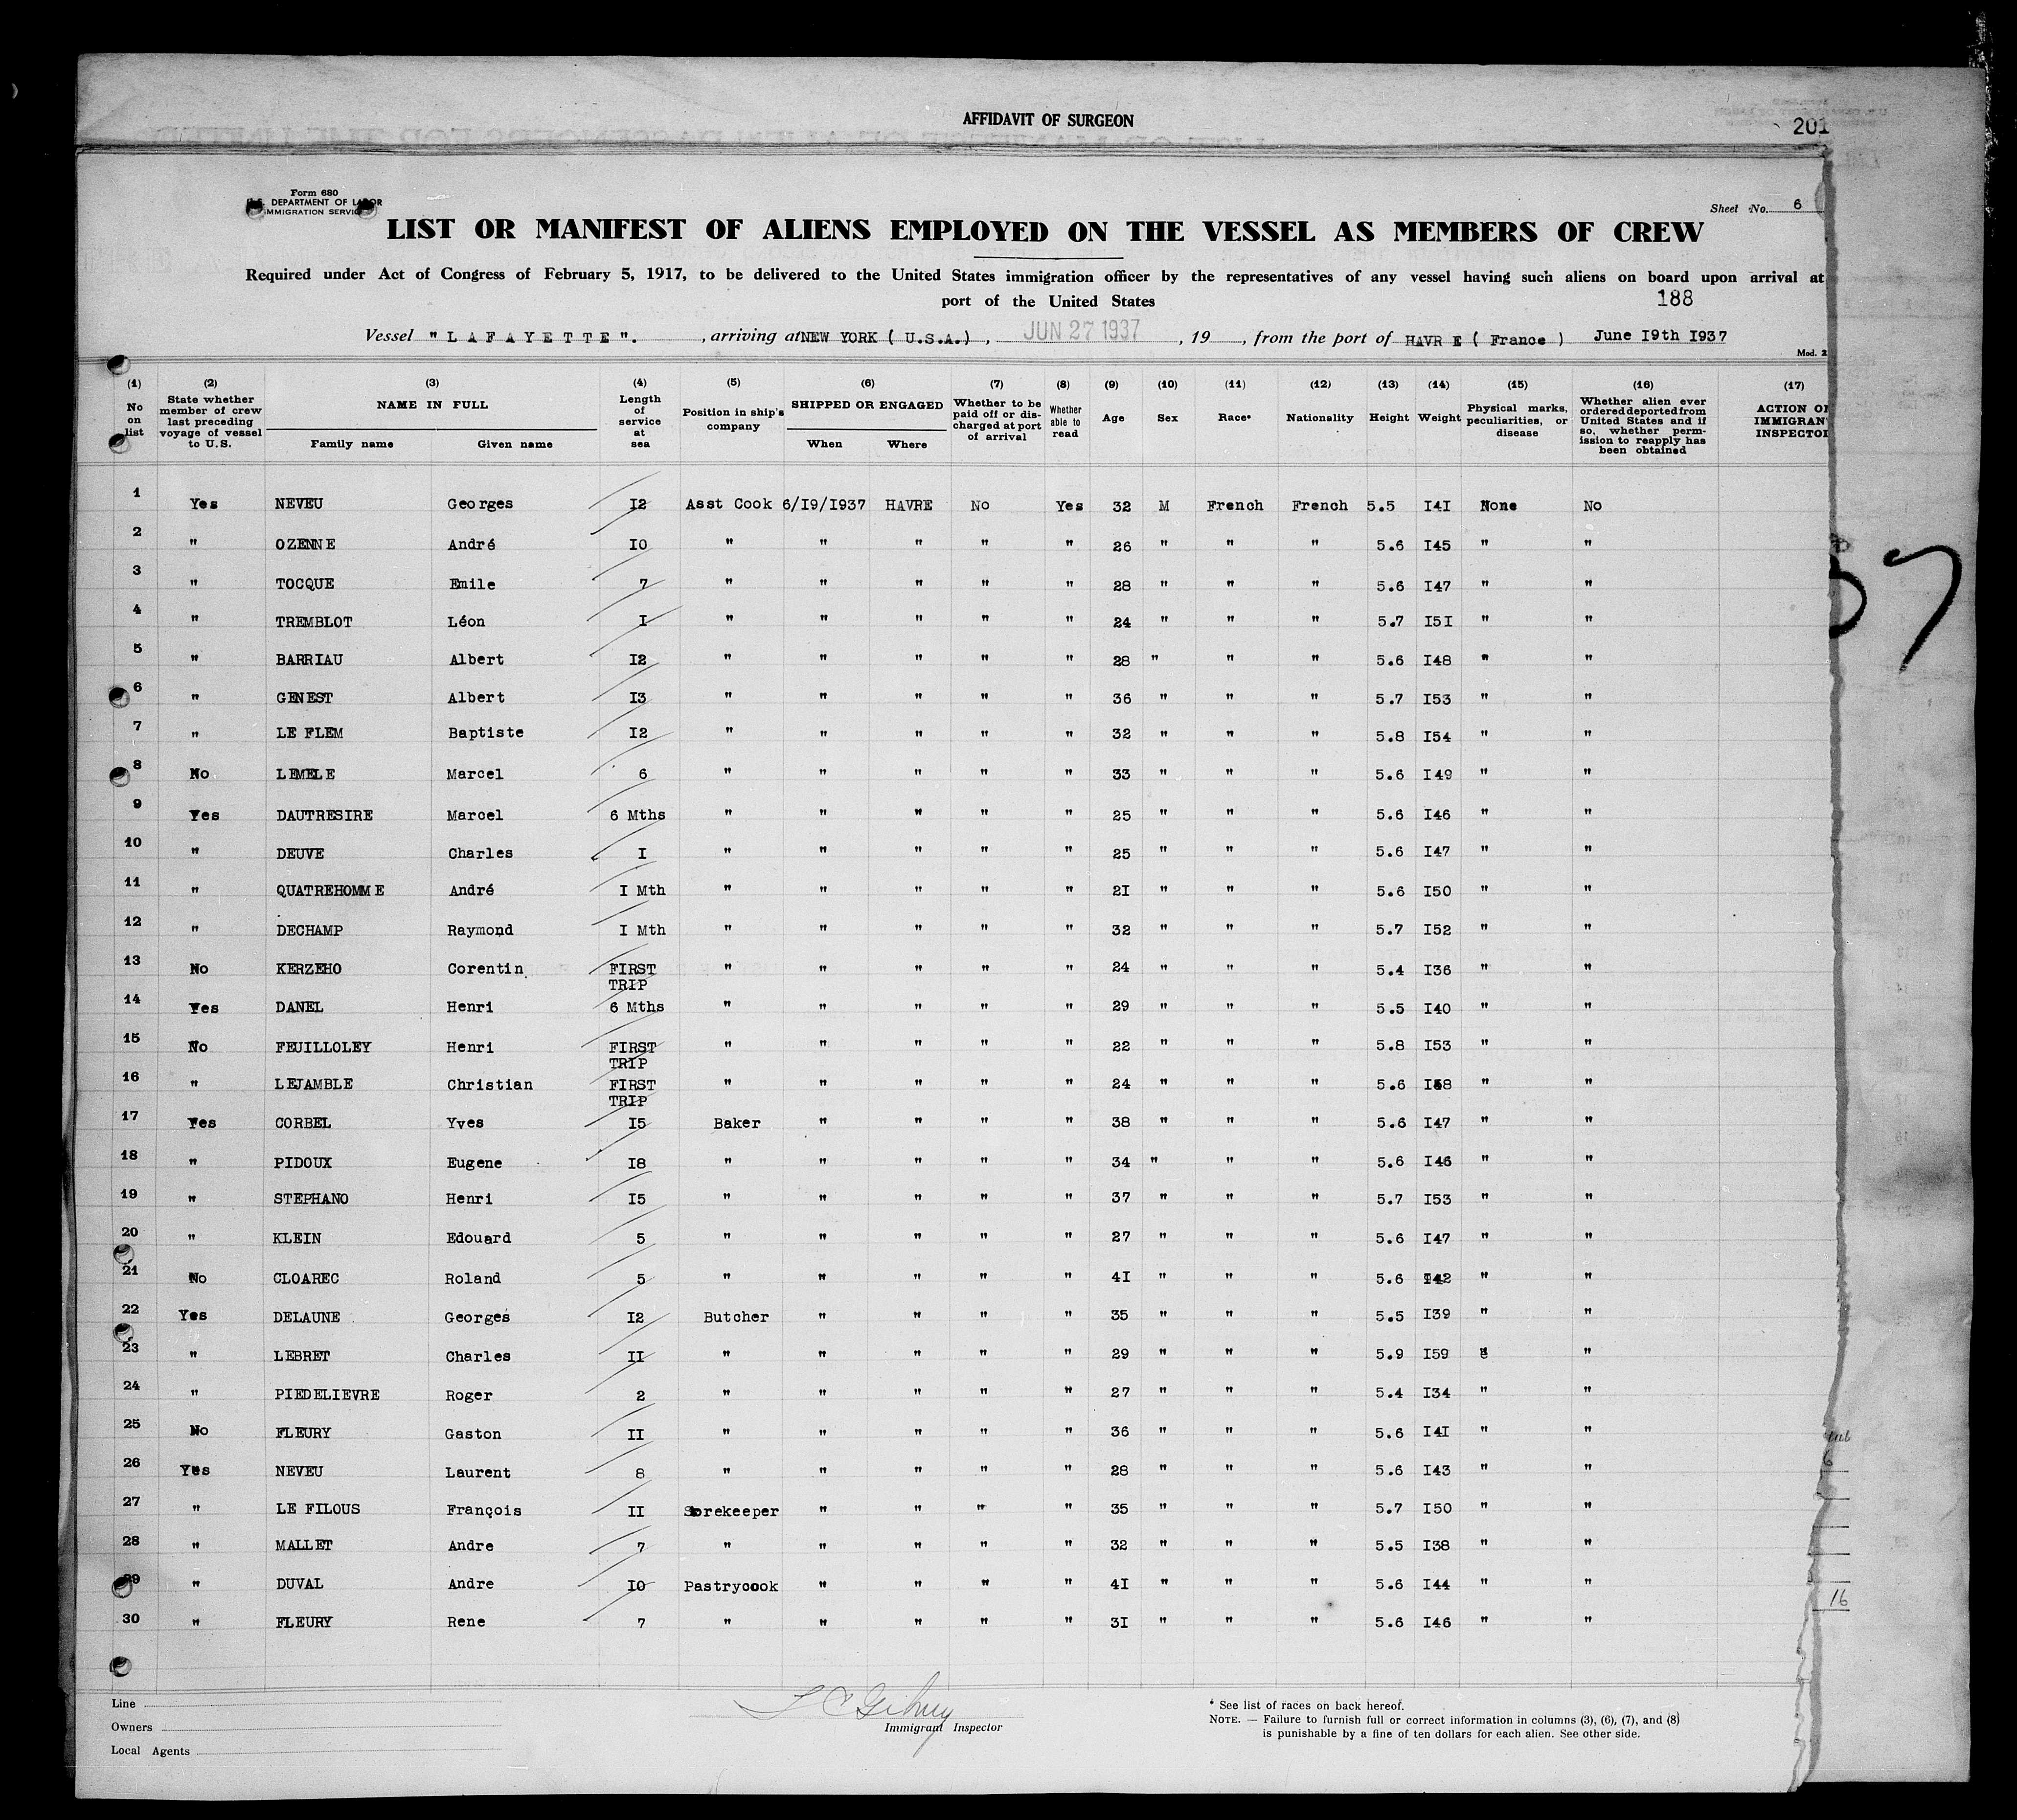 AFFIDAVIT OF SURGEON
201
Form 680
U.S. DEPARTMENT OF LABOR
IMMIGRATION SERVICE
Sheet No. 6
LIST OR MANIFEST OF ALIENS EMPLOYED ON THE VESSEL AS MEMBERS OF CREW
Required under Act of Congress of February 5, 1917, to be delivered to the United States immigration officer by the representatives of any vessel having such aliens on board upon arrival at
port of the United States
188
Vessel "LAFAYETTE". , arriving at NEW YORK ( U.S.A.) , JUN 27 1937 , 19 , from the port of HAVR E ( France ) June I9th I937
Mod. 2
(1) (2) (3) (4) (5) (6) (7) (8) (9) (10) (11) (12) (13) (14) (15) (16) (17)
No on list State whether member of crew last preceding voyage of vessel to U.S. NAME IN FULL Family name Given name Length of service at sea Position in ship's company SHIPPED OR ENGAGED When Where Whether to be paid off or discharged at port of arrival Whether able to read Age Sex Race* Nationality Height Weight Physical marks, peculiarities, or disease Whether alien ever ordered deported from United States and if so, whether permission to reapply has been obtained ACTION OF IMMIGRANT INSPECTOR
1 Yes NEVEU Georges I2 Asst Cook 6/I9/I937 HAVRE No Yes 32 M French French 5.5 I4I None No
2 " OZENNE André IO " " " " " 26 " " " 5.6 I45 " "
3 " TOCQUE Emile 7 " " " " " 28 " " " 5.6 I47 " "
4 " TREMBLOT Léon I " " " " " 24 " " " 5.7 I5I " "
5 " BARRIAU Albert I2 " " " " " 28 " " " 5.6 I48 " "
6 " GENEST Albert I3 " " " " " 36 " " " 5.7 I53 " "
7 " LE FLEM Baptiste I2 " " " " " 32 " " " 5.8 I54 " "
8 No LEMELE Marcel 6 " " " " " 33 " " " 5.6 I49 " "
9 Yes DAUTRESIRE Marcel 6 Mths " " " " " 25 " " " 5.6 I46 " "
10 " DEUVE Charles I " " " " " 25 " " " 5.6 I47 " "
11 " QUATREHOMME André I Mth " " " " " 2I " " " 5.6 I50 " "
12 " DECHAMP Raymond I Mth " " " " " 32 " " " 5.7 I52 " "
13 No KERZEHO Corentin FIRST TRIP " " " " " 24 " " " 5.4 I36 " "
14 Yes DANEL Henri 6 Mths " " " " " 29 " " " 5.5 I40 " "
15 No FEUILLOLEY Henri FIRST TRIP " " " " " 22 " " " 5.8 I53 " "
16 " LEJAMBLE Christian FIRST TRIP " " " " " 24 " " " 5.6 " "
17 Yes CORBEL Yves I5 Baker " " " " 38 " " " 5.6 I47 " "
18 " PIDOUX Eugene I8 " " " " " 34 " " " 5.6 I46 " "
19 " STEPHANO Henri I5 " " " " " 37 " " " 5.7 I53 " "
20 " KLEIN Edouard 5 " " " " " 27 " " " 5.6 I47 " "
21 No CLOAREC Roland 5 " " " " " 4I " " " 5.6 I42 " "
22 Yes DELAUNE Georges I2 Butcher " " " " 35 " " " 5.5 I39 " "
23 " LEBRET Charles II " " " " " 29 " " " 5.9 I59 " "
24 " PIEDELIEVRE Roger 2 " " " " " 27 " " " 5.4 I34 " "
25 No FLEURY Gaston II " " " " " 36 " " " 5.6 I4I " "
26 Yes NEVEU Laurent 8 " " " " " 28 " " " 5.6 I43 " "
27 " LE FILOUS François II Storekeeper " " " " 35 " " " 5.7 I50 " "
28 " MALLET Andre 7 " " " " " 32 " " " 5.5 I38 " "
29 " DUVAL Andre IO Pastrycook " " " " 4I " " " 5.6 I44 " "
30 " FLEURY Rene 7 " " " " " 3I " " " 5.6 I46 " "
16
Line
Owners
Local Agents
Immigrant Inspector
* See list of races on back hereof.
NOTE. — Failure to furnish full or correct information in columns (3), (6), (7), and (8)
is punishable by a fine of ten dollars for each alien. See other side.